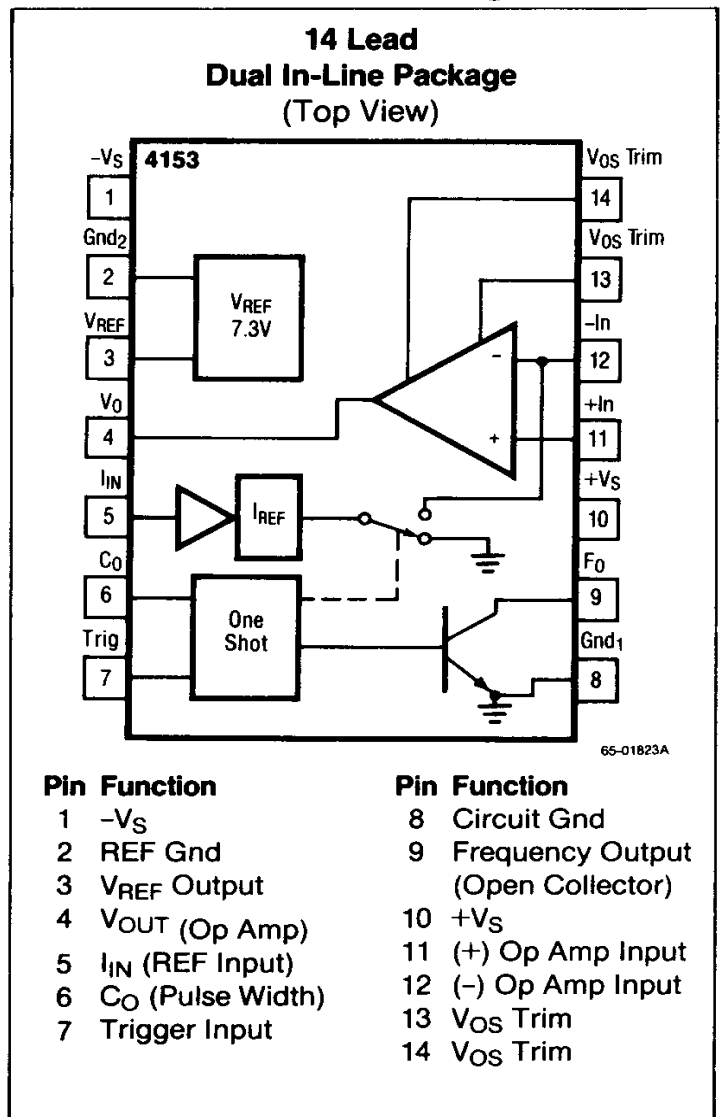 14 Lead
Dual In-Line Package
(Top View)
4153
–VS
1
Gnd2
2
VREF
3
VO
4
IIN
5
CO
6
Trig
7
VREF
7.3V
IREF
One
Shot
–
+
VOS Trim
14
VOS Trim
13
–In
12
+In
11
+VS
10
FO
9
Gnd1
8
65-01823A
Pin Function
1 –VS
2 REF Gnd
3 VREF Output
4 VOUT (Op Amp)
5 IIN (REF Input)
6 CO (Pulse Width)
7 Trigger Input
Pin Function
8 Circuit Gnd
9 Frequency Output
(Open Collector)
10 +VS
11 (+) Op Amp Input
12 (–) Op Amp Input
13 VOS Trim
14 VOS Trim